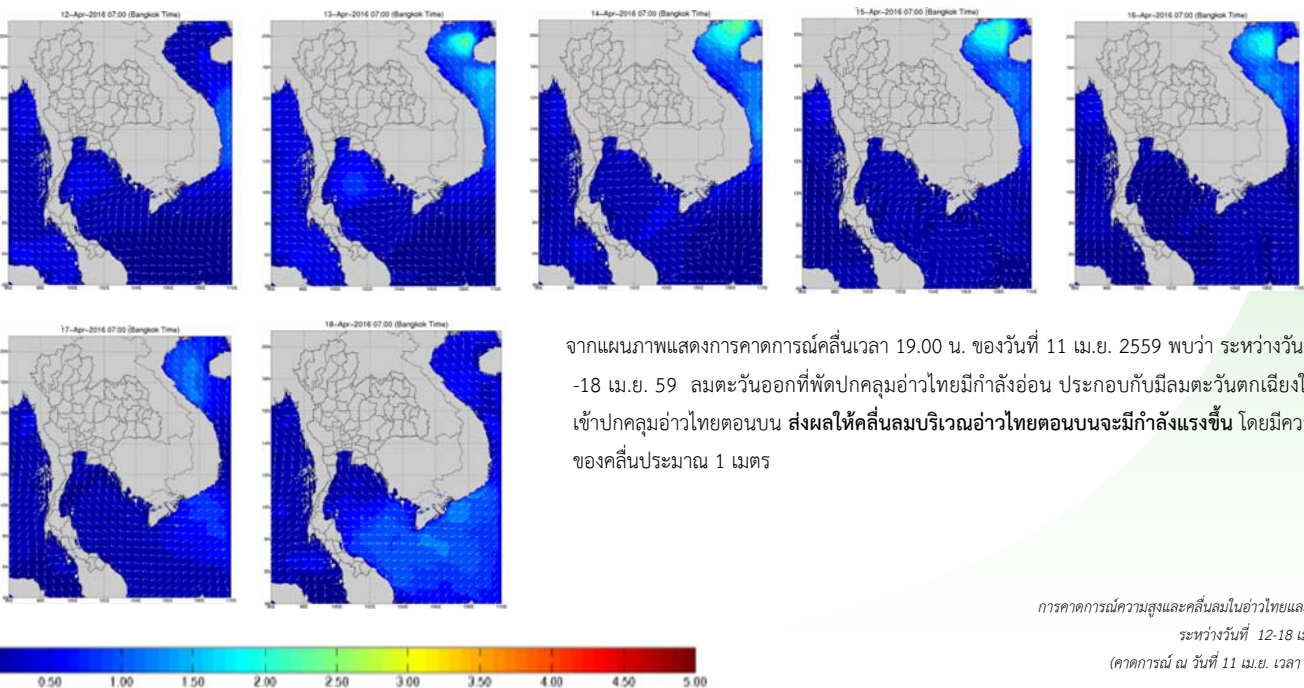 12-Apr-2016 07:00 (Bangkok Time)
13-Apr-2016 07:00 (Bangkok Time)
14-Apr-2016 07:00 (Bangkok Time)
15-Apr-2016 07:00 (Bangkok Time)
16-Apr-2016 07:00 (Bangkok Time)
17-Apr-2016 07:00 (Bangkok Time)
18-Apr-2016 07:00 (Bangkok Time)
จากแผนภาพแสดงการคาดการณ์คลื่นเวลา 19.00 น. ของวันที่ 11 เม.ย. 2559 พบว่า ระหว่างวัน
-18 เม.ย. 59 ลมตะวันออกที่พัดปกคลุมอ่าวไทยมีกำลังอ่อน ประกอบกับมีลมตะวันตกเฉียงใ
เข้าปกคลุมอ่าวไทยตอนบน ส่งผลให้คลื่นลมบริเวณอ่าวไทยตอนบนจะมีกำลังแรงขึ้น โดยมีคว
ของคลื่นประมาณ 1 เมตร
การคาดการณ์ความสูงและคลื่นลมในอ่าวไทยและ
ระหว่างวันที่ 12-18 เม
(คาดการณ์ ณ วันที่ 11 เม.ย. เวลา
0.50 1.00 1.50 2.00 2.50 3.00 3.50 4.00 4.50 5.00